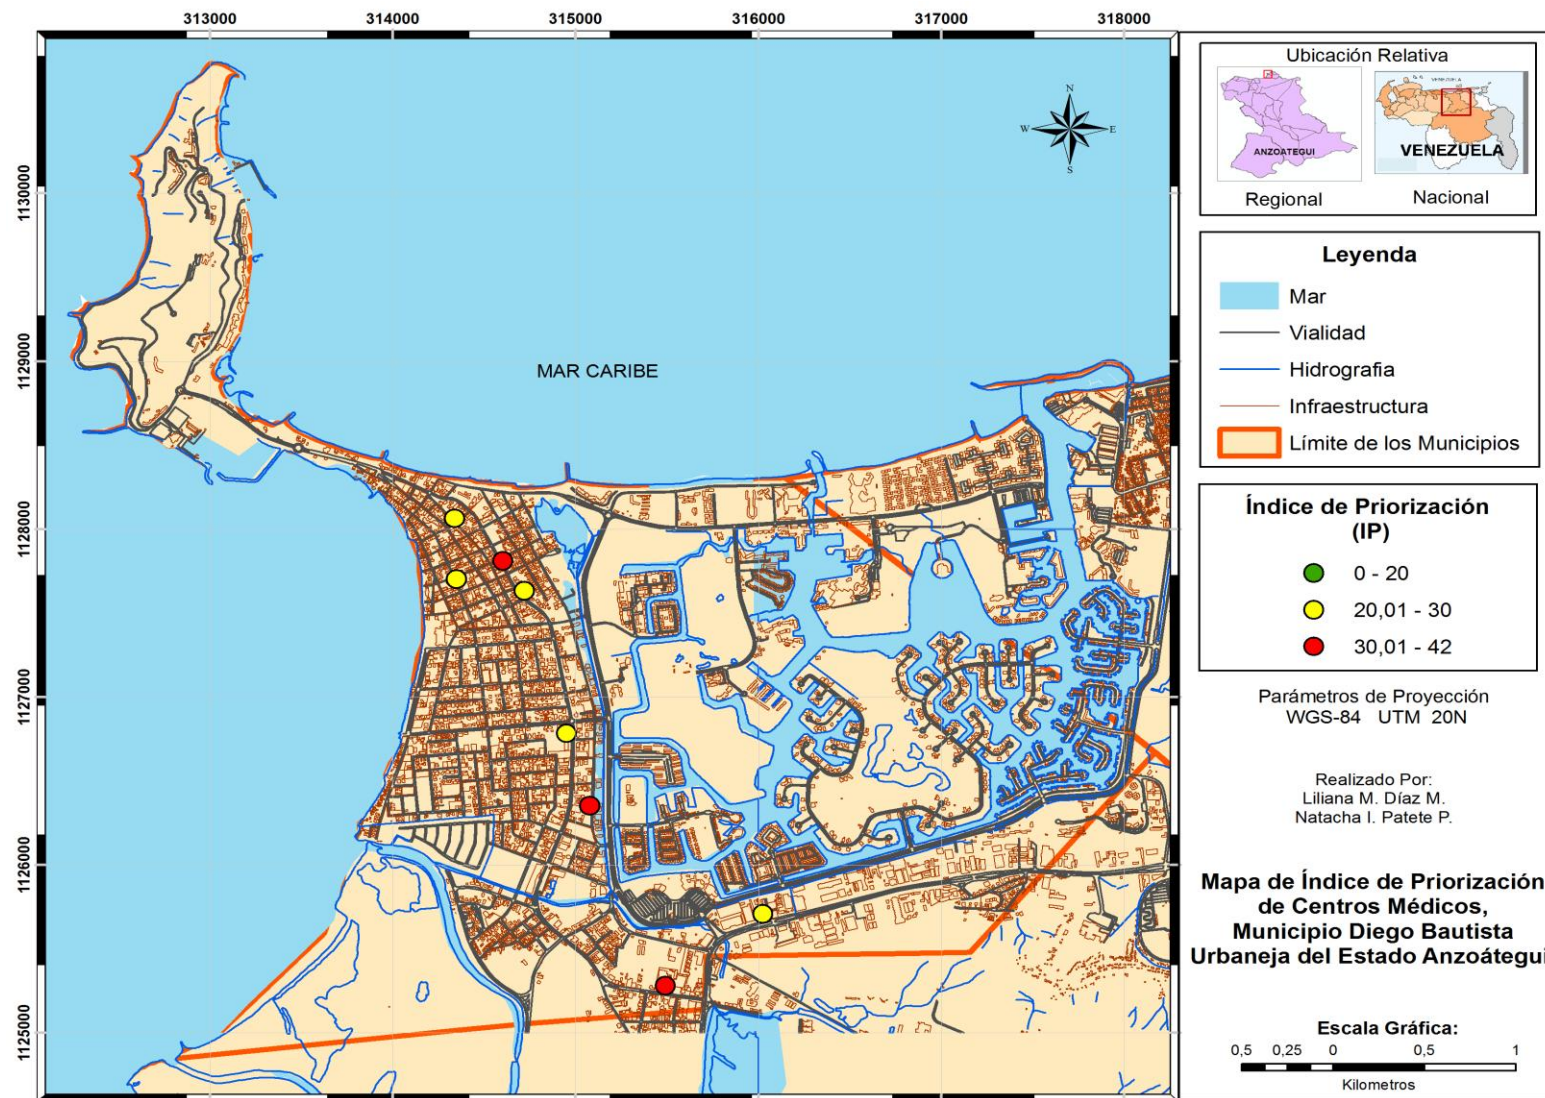 313000 314000 315000 316000 317000 318000
1130000
1129000
1128000
1127000
1126000
1125000
N
W E
S
MAR CARIBE
Ubicación Relativa
ANZOATEGUI
VENEZUELA
VENEZUELA
Regional Nacional
Leyenda
Mar
Vialidad
Hidrografia
Infraestructura
Límite de los Municipios
Índice de Priorización
(IP)
0 - 20
20,01 - 30
30,01 - 42
Parámetros de Proyección
WGS-84 UTM 20N
Realizado Por:
Liliana M. Díaz M.
Natacha I. Patete P.
Mapa de Índice de Priorización
de Centros Médicos,
Municipio Diego Bautista
Urbaneja del Estado Anzoátegui
Escala Gráfica:
0,5 0,25 0 0,5 1
Kilometros